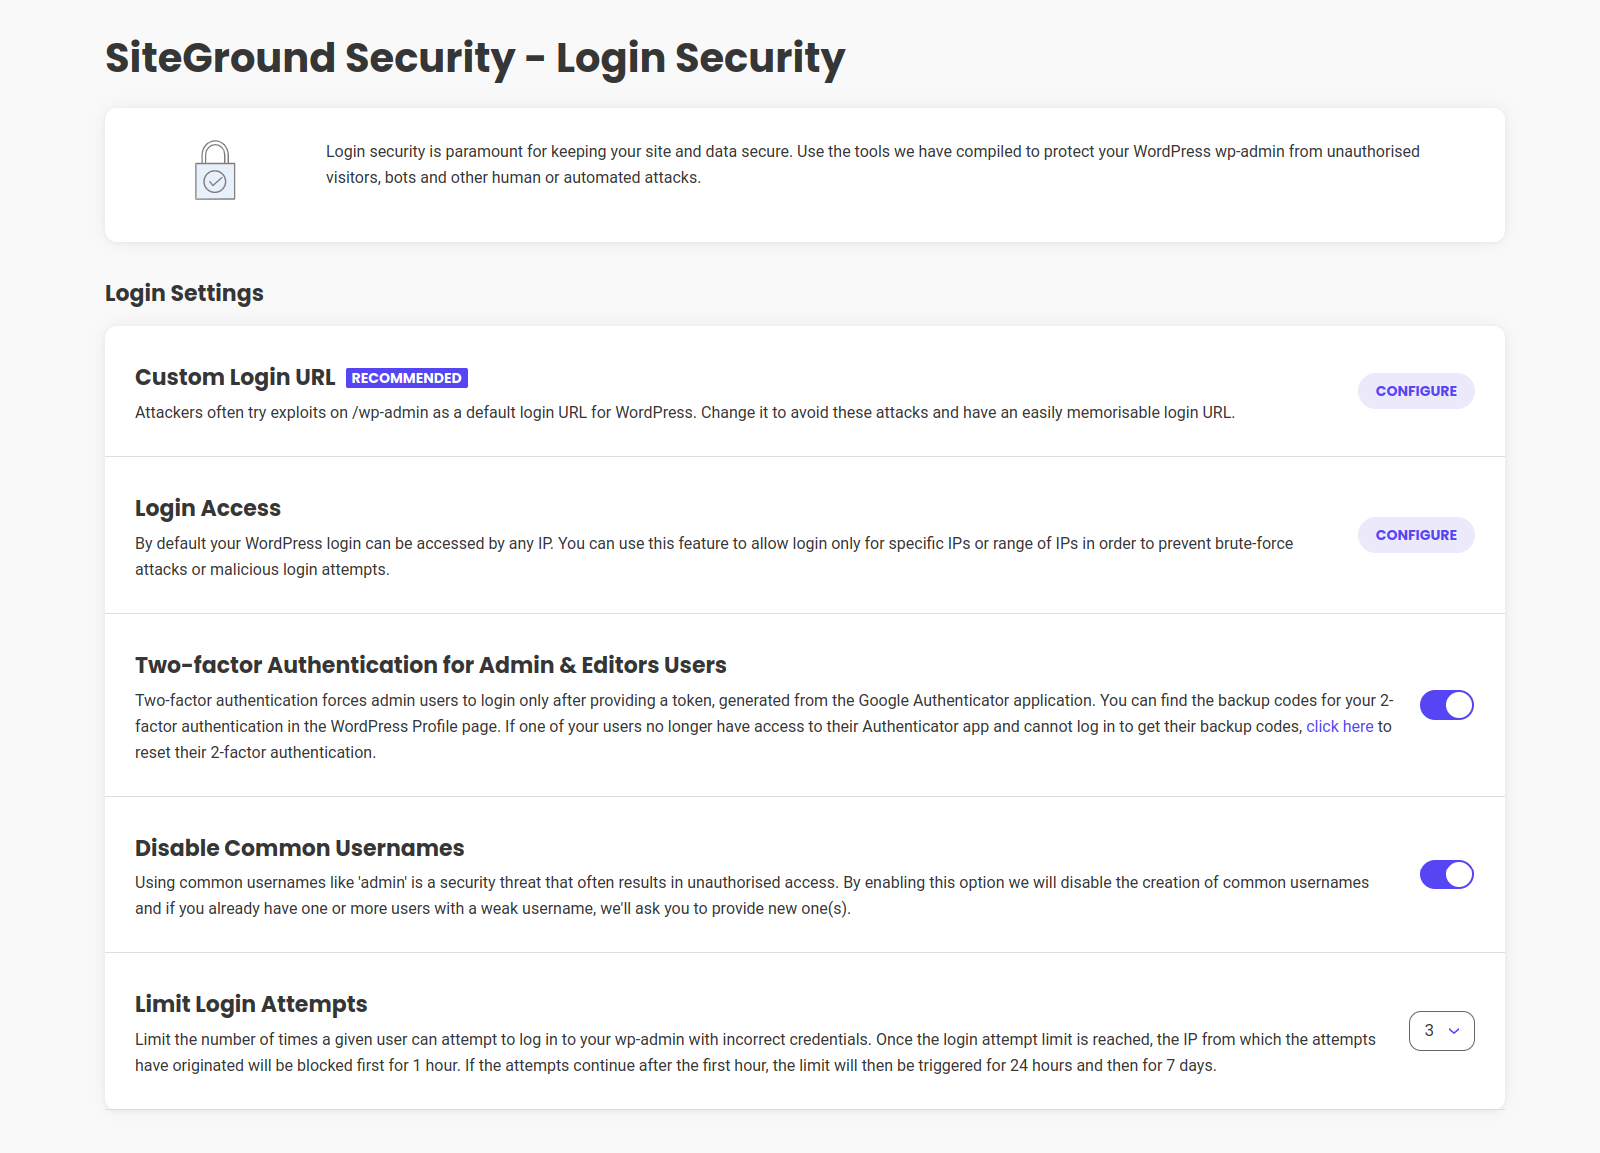 SiteGround Security - Login Security
Login security is paramount for keeping your site and data secure. Use the tools we have compiled to protect your WordPress wp-admin from unauthorised
visitors, bots and other human or automated attacks.
Login Settings
Custom Login URL RECOMMENDED
Attackers often try exploits on /wp-admin as a default login URL for WordPress. Change it to avoid these attacks and have an easily memorisable login URL.
CONFIGURE
Login Access
By default your WordPress login can be accessed by any IP. You can use this feature to allow login only for specific IPs or range of IPs in order to prevent brute-force
attacks or malicious login attempts.
CONFIGURE
Two-factor Authentication for Admin & Editors Users
Two-factor authentication forces admin users to login only after providing a token, generated from the Google Authenticator application. You can find the backup codes for your 2-
factor authentication in the WordPress Profile page. If one of your users no longer have access to their Authenticator app and cannot log in to get their backup codes, click here to
reset their 2-factor authentication.
Disable Common Usernames
Using common usernames like 'admin' is a security threat that often results in unauthorised access. By enabling this option we will disable the creation of common usernames
and if you already have one or more users with a weak username, we'll ask you to provide new one(s).
Limit Login Attempts
Limit the number of times a given user can attempt to log in to your wp-admin with incorrect credentials. Once the login attempt limit is reached, the IP from which the attempts
have originated will be blocked first for 1 hour. If the attempts continue after the first hour, the limit will then be triggered for 24 hours and then for 7 days.
3